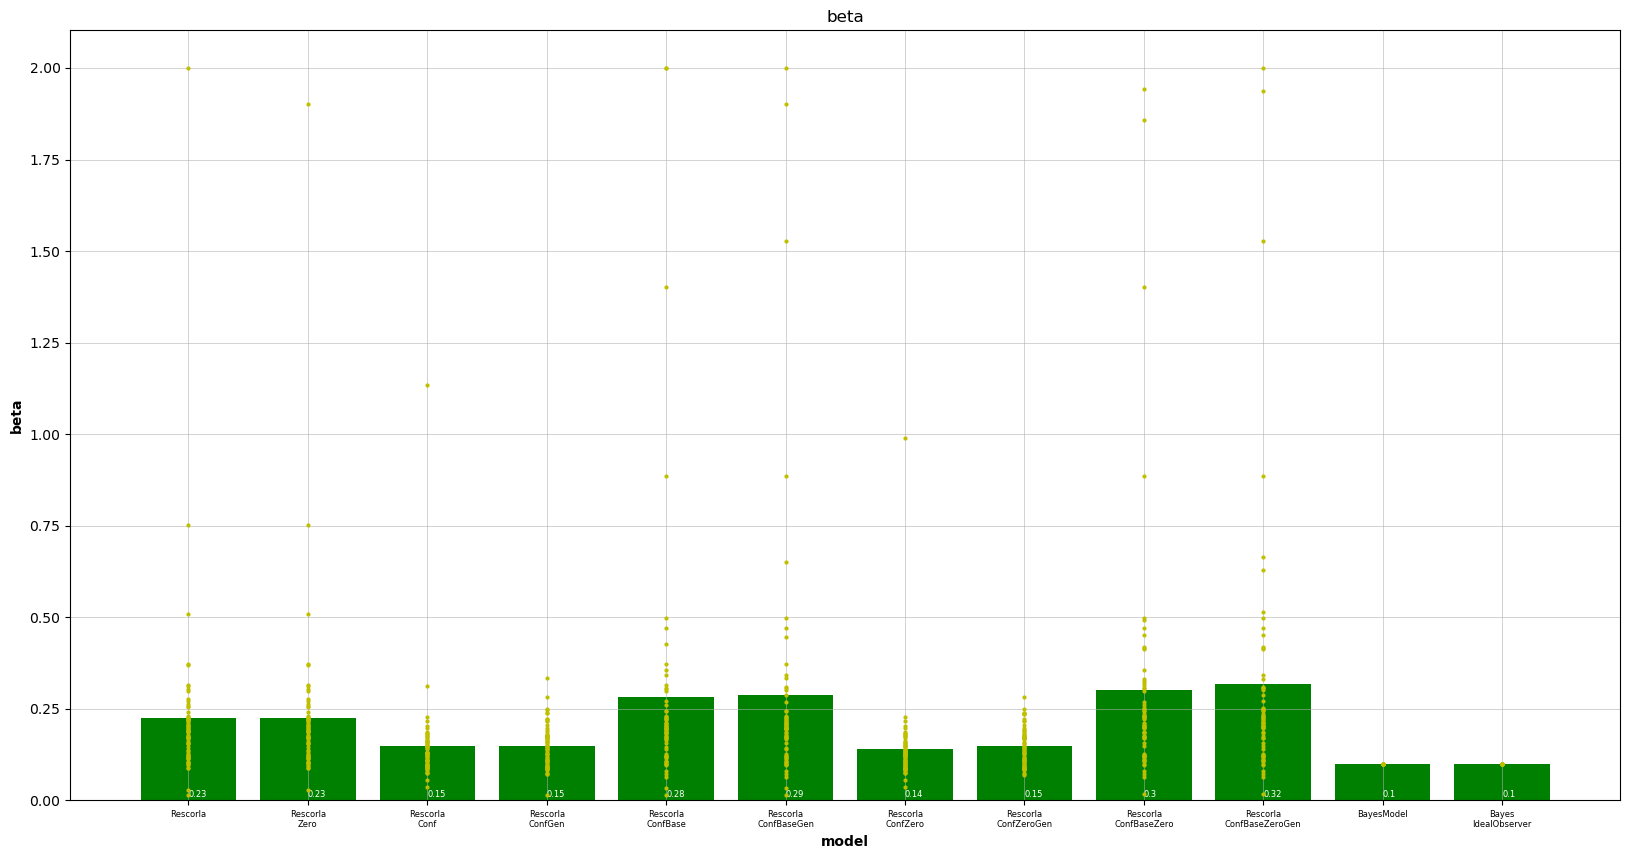 beta
2.00
1.75
1.50
1.25
1.00
0.75
0.50
0.25
0.00
beta
0.23 0.23 0.15 0.15 0.28 0.29 0.14 0.15 0.3 0.32 0.1 0.1
Rescorla Rescorla Rescorla Rescorla Rescorla Rescorla Rescorla Rescorla Rescorla Rescorla BayesModel Bayes
Zero Conf ConfGen ConfBase ConfBaseGen ConfZero ConfZeroGen ConfBaseZero ConfBaseZeroGen IdealObserver
model